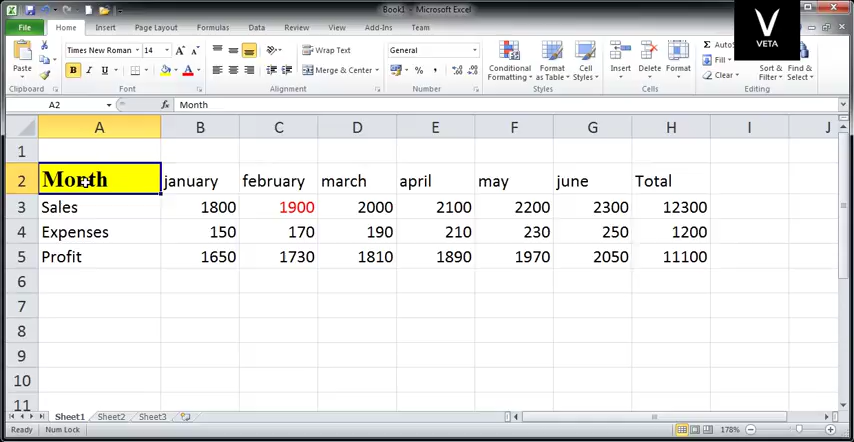 Book1 - Microsoft Excel
VETA
File Home Insert Page Layout Formulas Data Review View Add-Ins Team
Paste Times New Roman 14 Wrap Text General Conditional Formatting Format as Table Cell Styles Insert Delete Format Auto Sort & Filter Find & Select
B I U Merge & Center $ % , Fill
Clear
Clipboard Font Alignment Number Styles Cells Editing
A2 fx Month
A B C D E F G H I J
1
2 Month january february march april may june Total
3 Sales 1800 1900 2000 2100 2200 2300 12300
4 Expenses 150 170 190 210 230 250 1200
5 Profit 1650 1730 1810 1890 1970 2050 11100
6
7
8
9
10
11
Sheet1 Sheet2 Sheet3
Ready Num Lock 178%